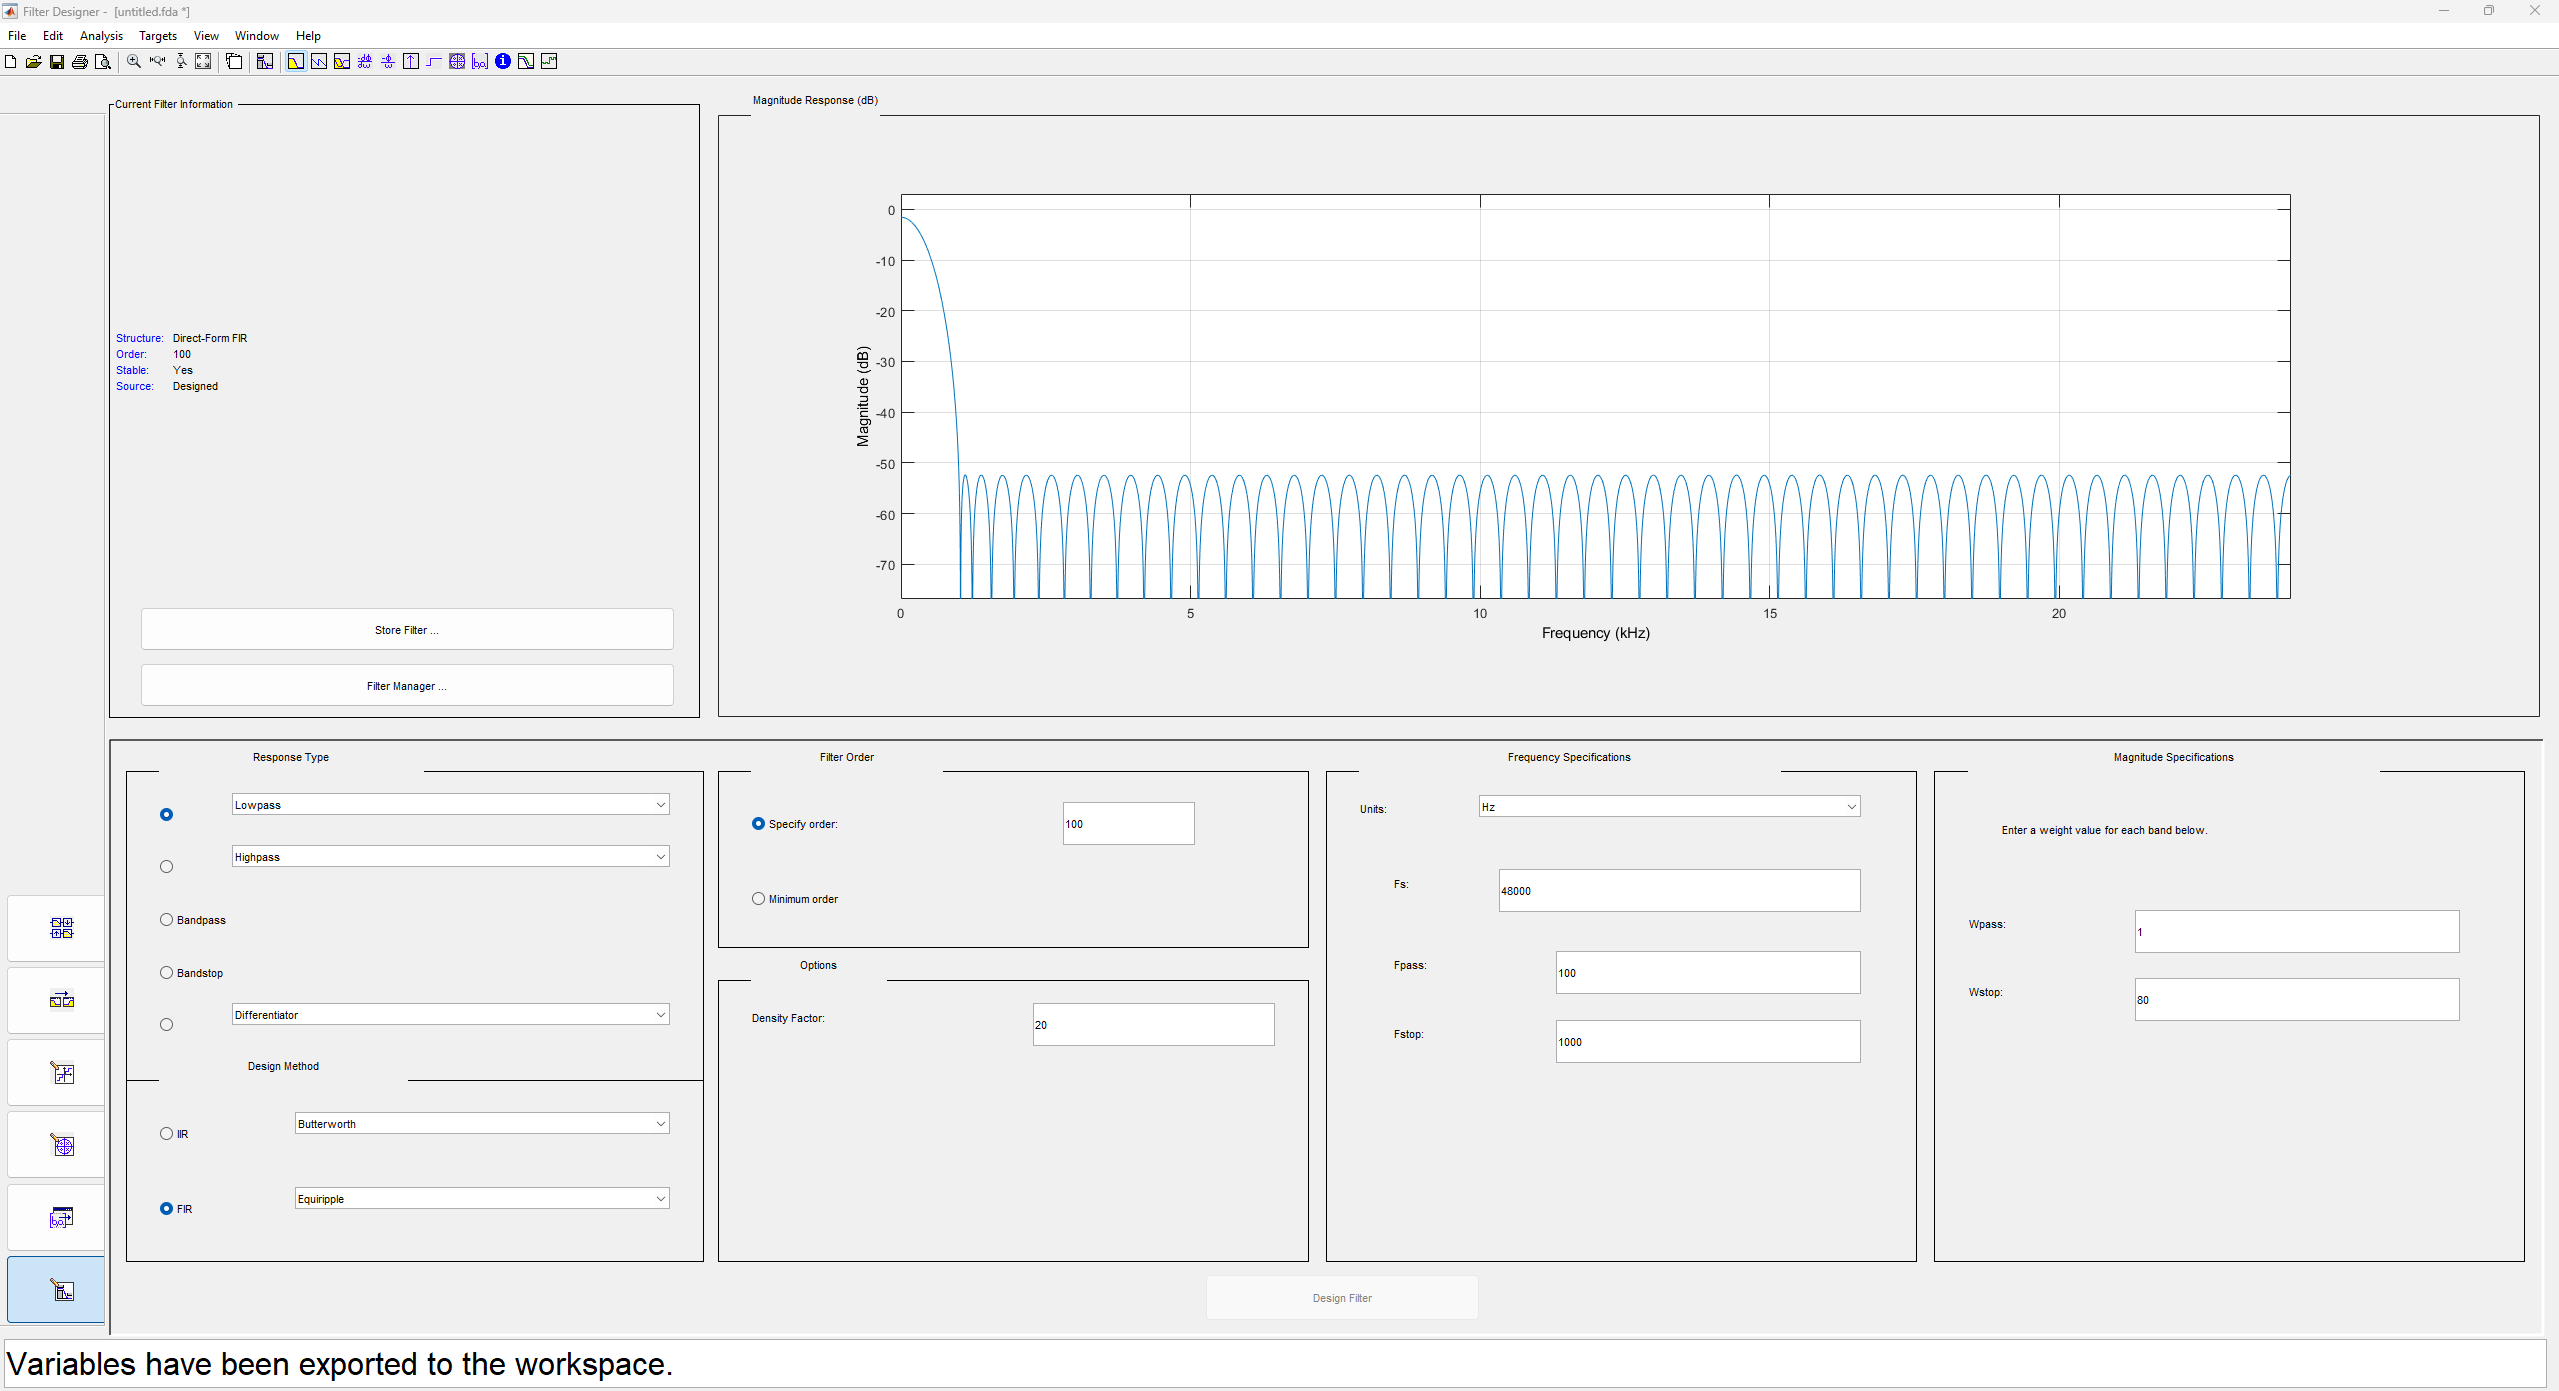 Filter Designer - [untitled.fda *]
File Edit Analysis Targets View Window Help
Current Filter Information
Structure: Direct-Form FIR
Order: 100
Stable: Yes
Source: Designed
Store Filter ...
Filter Manager ...
Magnitude Response (dB)
0
-10
-20
-30
-40
-50
-60
-70
Magnitude (dB)
0 5 10 15 20
Frequency (kHz)
Response Type
Lowpass
Highpass
Bandpass
Bandstop
Differentiator
Design Method
IIR Butterworth
FIR Equiripple
Filter Order
Specify order: 100
Minimum order
Options
Density Factor: 20
Frequency Specifications
Units: Hz
Fs: 48000
Fpass: 100
Fstop: 1000
Magnitude Specifications
Enter a weight value for each band below.
Wpass: 1
Wstop: 80
Design Filter
Variables have been exported to the workspace.